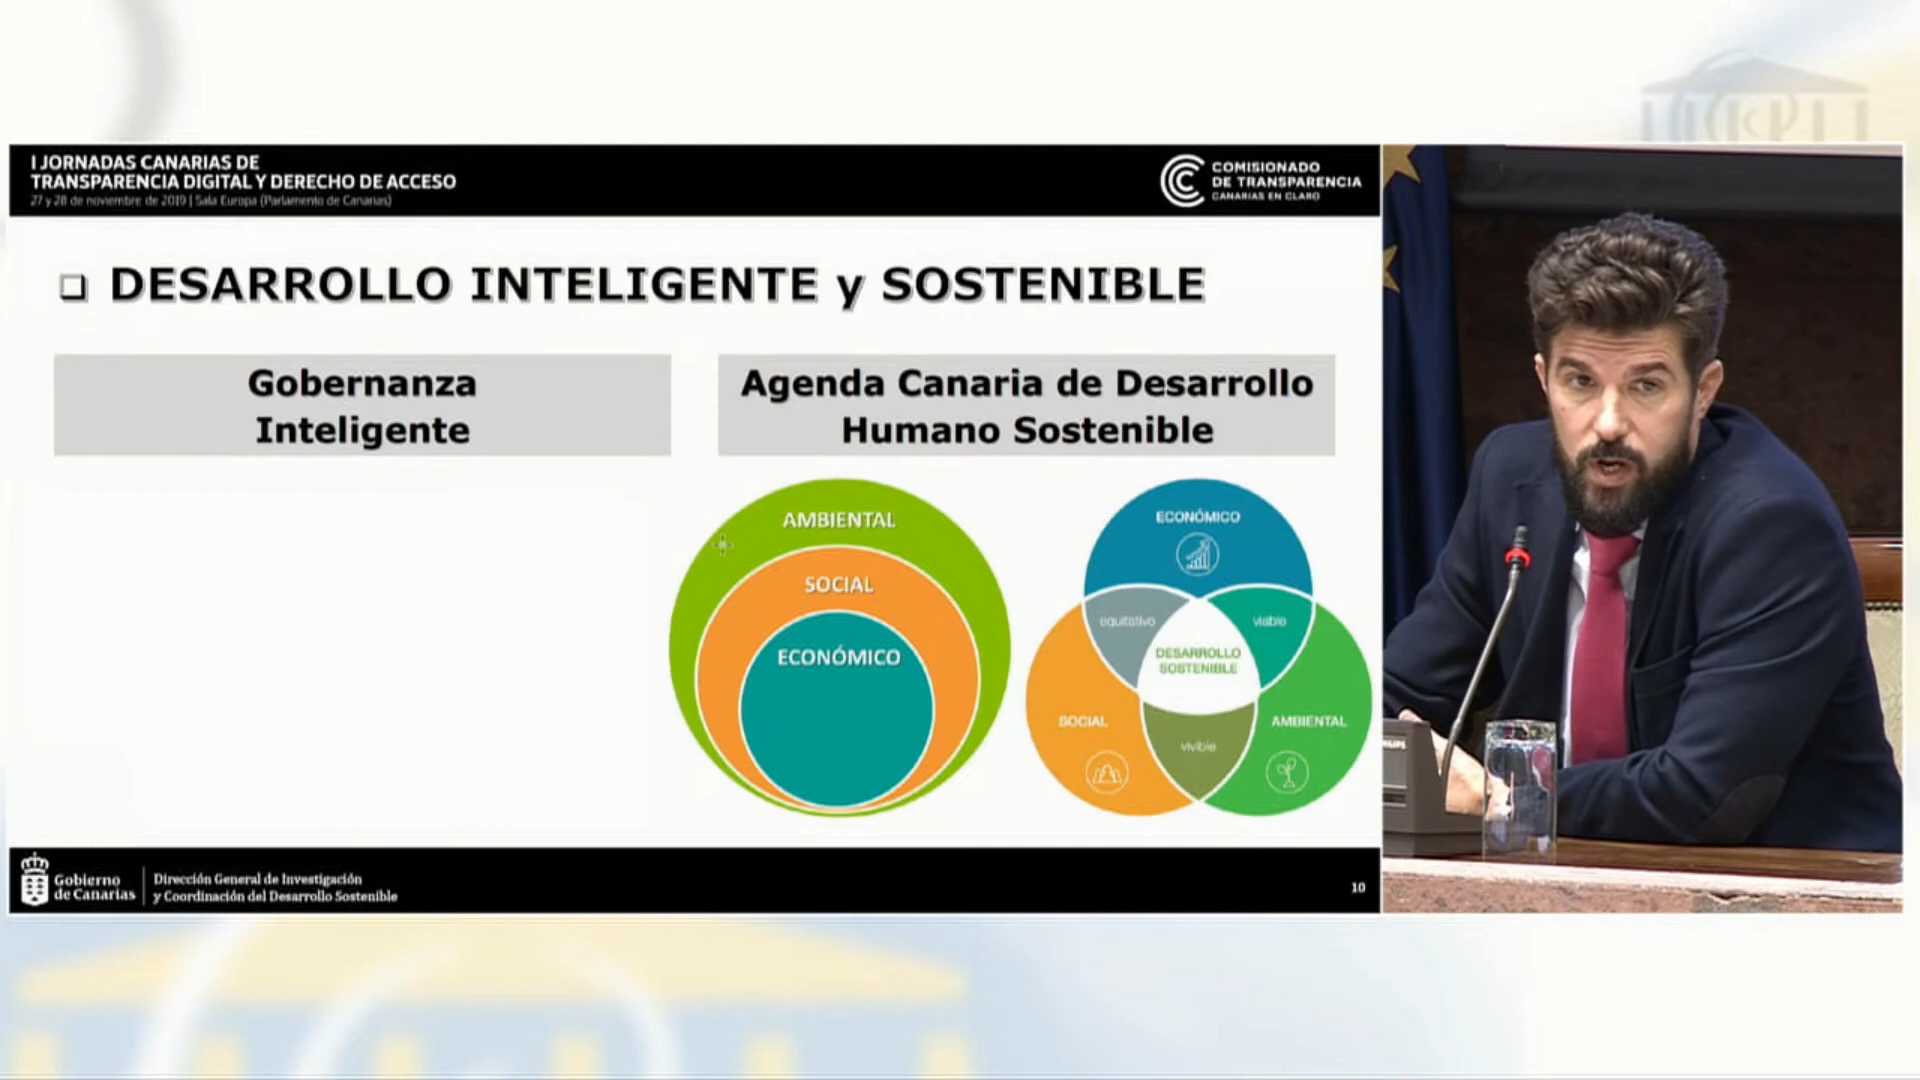 I JORNADAS CANARIAS DE
TRANSPARENCIA DIGITAL Y DERECHO DE ACCESO
27 y 28 de noviembre de 2019 | Sala Europa (Parlamento de Canarias)
COMISIONADO
DE TRANSPARENCIA
CANARIAS EN CLARO
DESARROLLO INTELIGENTE y SOSTENIBLE
Gobernanza
Inteligente
Agenda Canaria de Desarrollo
Humano Sostenible
AMBIENTAL
SOCIAL
ECONÓMICO
ECONÓMICO
equitativo
viable
DESARROLLO
SOSTENIBLE
SOCIAL
AMBIENTAL
vivible
Gobierno
de Canarias
Dirección General de Investigación
y Coordinación del Desarrollo Sostenible
10